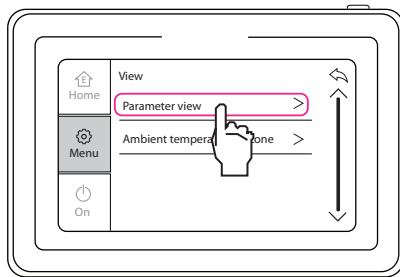 E
Home
View
Parameter view >
Menu
Ambient tempera zone >
On